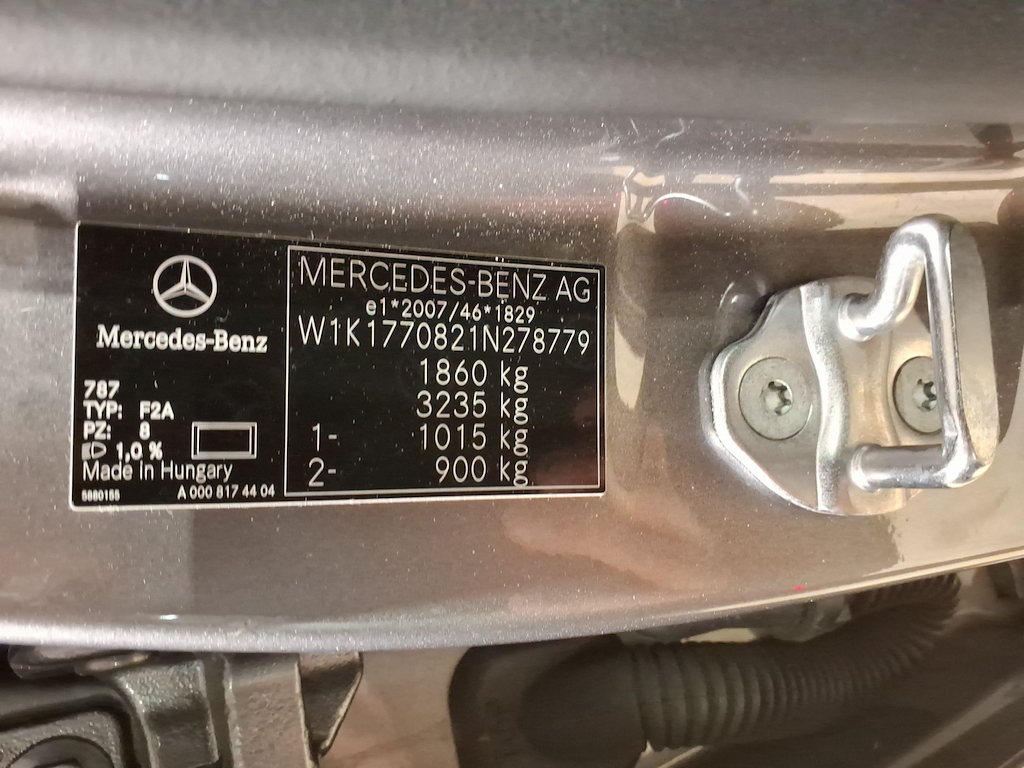 Mercedes-Benz
787
TYP: F2A
PZ: 8
1,0 %
Made in Hungary
5880155 A 000 817 44 04
MERCEDES-BENZ AG
e1*2007/46*1829
W1K1770821N278779
1860 kg
3235 kg
1- 1015 kg
2- 900 kg